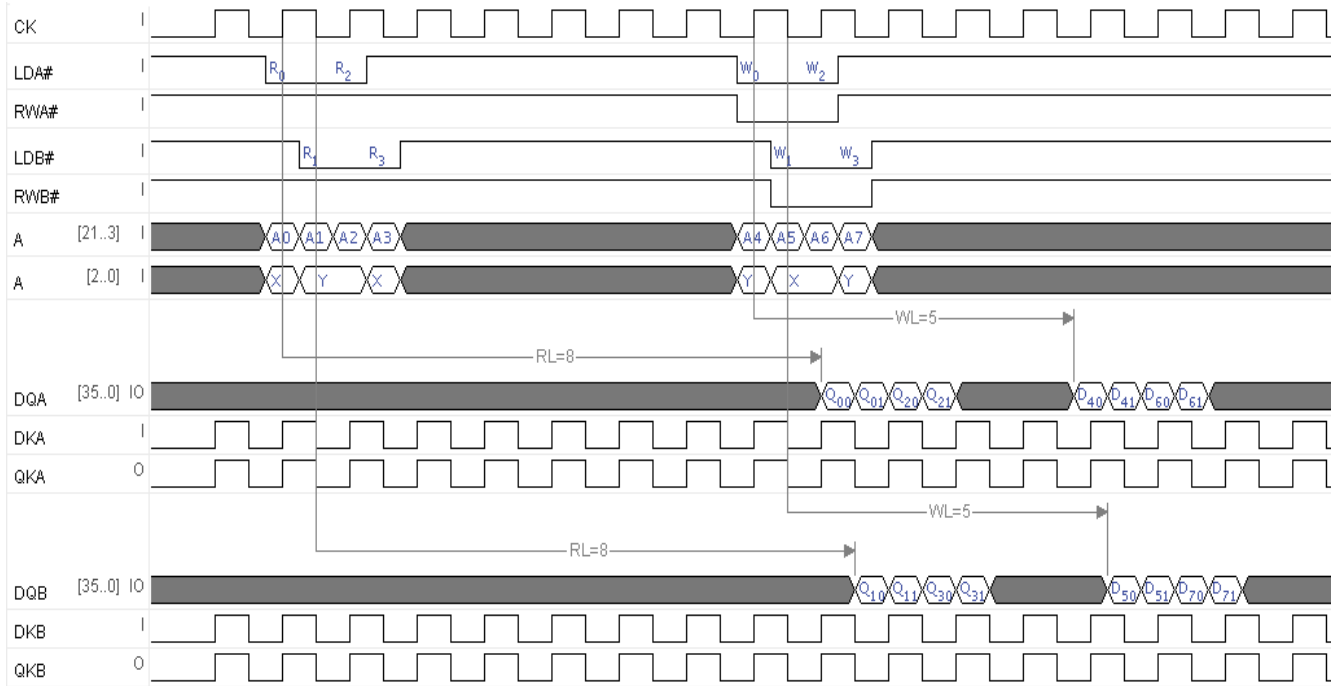 CK I
LDA# I R0 R2 W0 W2
RWA# I
LDB# I R1 R3 W1 W3
RWB# I
A [21..3] I A0 A1 A2 A3 A4 A5 A6 A7
A [2..0] I X Y X Y X Y
WL=5
RL=8
DQA [35..0] IO Q00 Q01 Q20 Q21 D40 D41 D60 D61
DKA I
QKA O
WL=5
RL=8
DQB [35..0] IO Q10 Q11 Q30 Q31 D50 D51 D70 D71
DKB I
QKB O